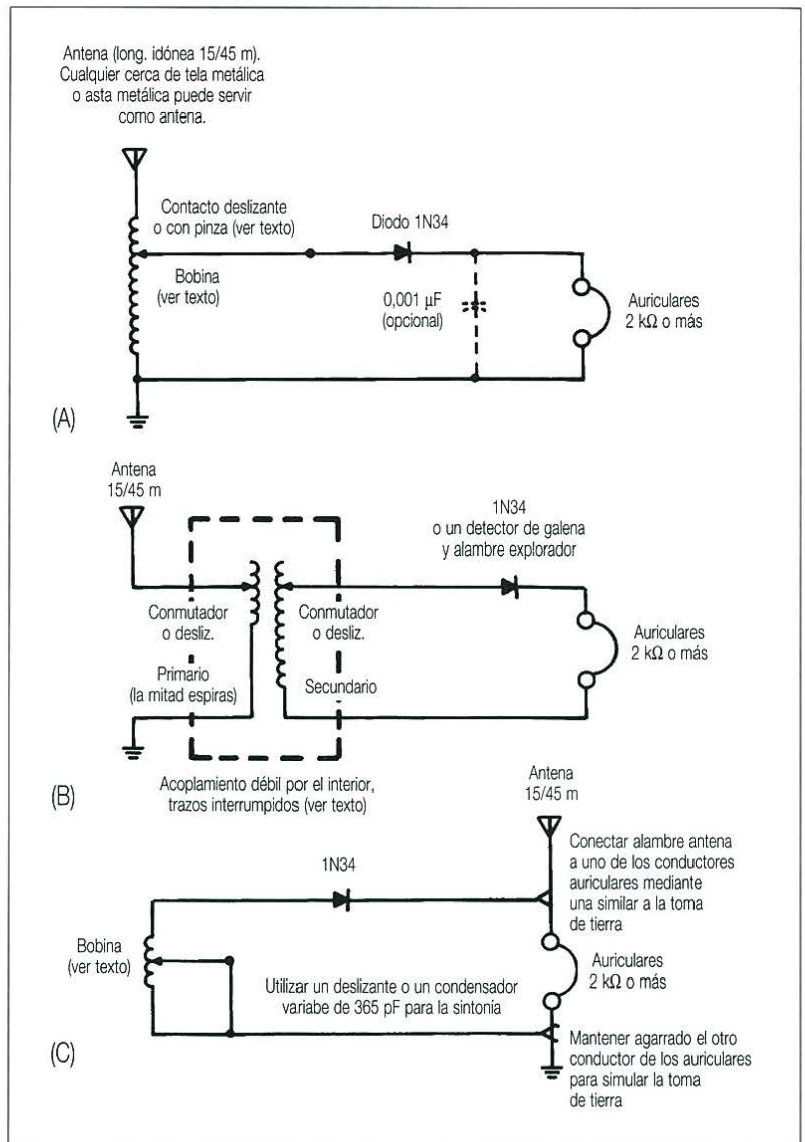 Antena (long. idónea 15/45 m).
Cualquier cerca de tela metálica
o asta metálica puede servir
como antena.
Contacto deslizante
o con pinza (ver texto)
Diodo 1N34
Bobina
(ver texto)
0,001 µF
(opcional)
Auriculares
2 kΩ o más
(A)
Antena
15/45 m
1N34
o un detector de galena
y alambre explorador
Conmutador
o desliz.
Conmutador
o desliz.
Auriculares
2 kΩ o más
Primario
(la mitad espiras)
Secundario
Acoplamiento débil por el interior,
trazos interrumpidos (ver texto)
(B)
Antena
15/45 m
Conectar alambre antena
a uno de los conductores
auriculares mediante
una similar a la toma
de tierra
1N34
Bobina
(ver texto)
Auriculares
2 kΩ o más
Utilizar un deslizante o un condensador
variabe de 365 pF para la sintonía
Mantener agarrado el otro
conductor de los auriculares
para simular la toma
de tierra
(C)